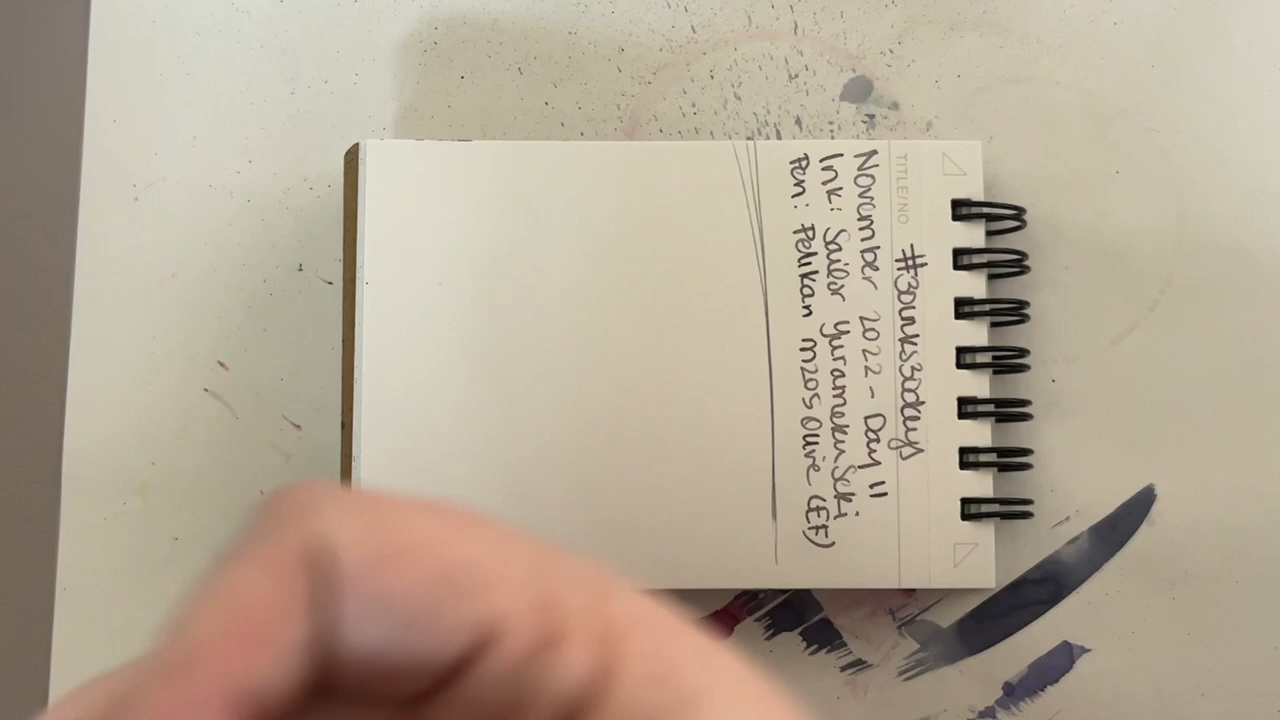 TITLE/NO
#30inks30days
November 2022 - Day 11
Ink: Sailor Yurameku Seki
Pen: Pelikan m205 Olive (EF)